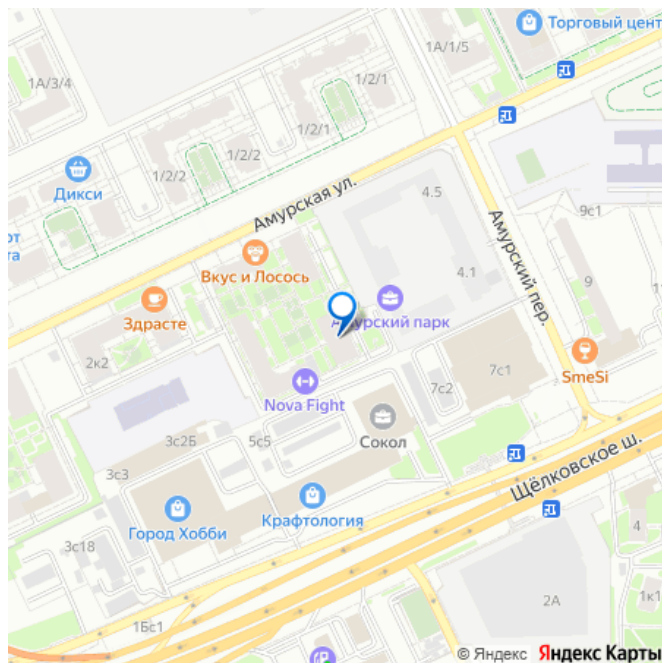 Торговый цент
1А/1/5
1А/3/4
1/2/1
1/2/1
1/2/2
1/2/2
Дикси
Амурская ул.
4.5
от
та
9с1
Амурский пер.
Вкус и Лосось
4.1
9
Здрасте
Амурский парк
2к2
7с1
SmeSi
7с2
Nova Fight
Сокол
3с25
5с5
3с3
Щёлковское ш.
Город Хобби
Крафтология
3с18
4
1к1
2А
1Бс1
© Яндекс Яндекс Карты